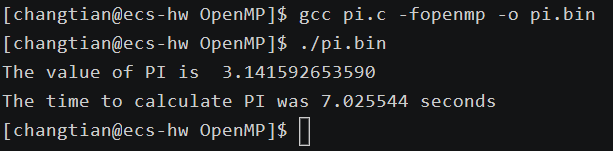 [changtian@ecs-hw OpenMP]$ gcc pi.c -fopenmp -o pi.bin
[changtian@ecs-hw OpenMP]$ ./pi.bin
The value of PI is  3.141592653590
The time to calculate PI was 7.025544 seconds
[changtian@ecs-hw OpenMP]$